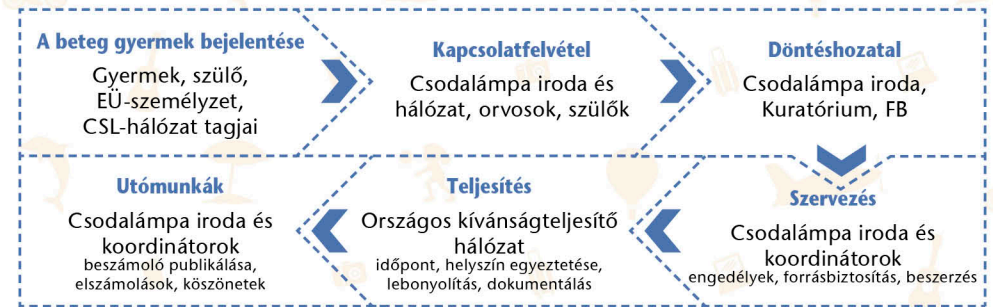 A beteg gyermek bejelentése
Gyermek, szülő,
EÜ-személyzet,
CSL-hálózat tagjai
Kapcsolatfelvétel
Csodalámpa iroda és
hálózat, orvosok, szülők
Döntéshozatal
Csodalámpa iroda,
Kuratórium, FB
Szervezés
Csodalámpa iroda és
koordinátorok
engedélyek, forrásbiztosítás, beszerzés
Teljesítés
Országos kívánságteljesítő
hálózat
időpont, helyszín egyeztetése,
lebonyolítás, dokumentálás
Utómunkák
Csodalámpa iroda és
koordinátorok
beszámoló publikálása,
elszámolások, köszönetek